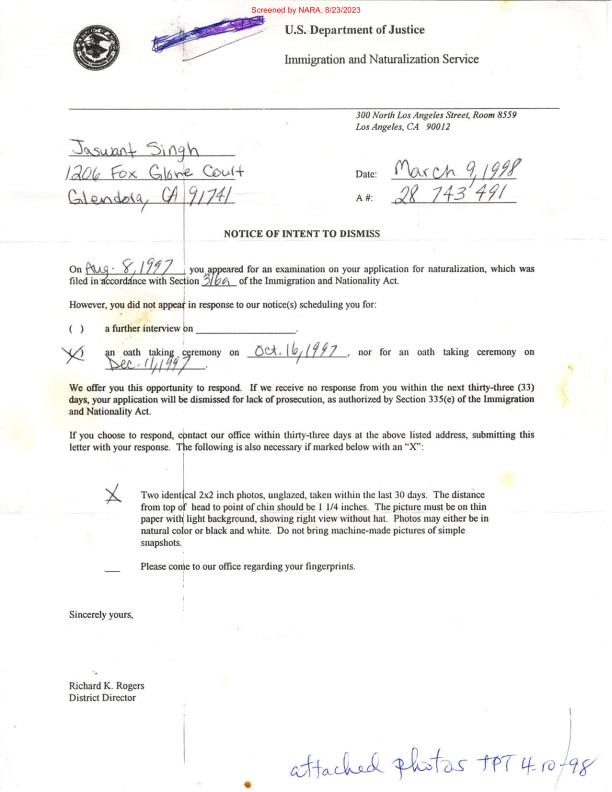 Screened by NARA, 8/23/2023
U.S. Department of Justice
Immigration and Naturalization Service
300 North Los Angeles Street, Room 8559
Los Angeles, CA 90012
Jaswant Singh
1206 Fox Glove Court
Glendora, CA 91741
Date: March 9, 1998
A #: 28 743 491
NOTICE OF INTENT TO DISMISS
On Aug. 8, 1997, you appeared for an examination on your application for naturalization, which was
filed in accordance with Section 316a of the Immigration and Nationality Act.
However, you did not appear in response to our notice(s) scheduling you for:
( ) a further interview on ____________________.
(X) an oath taking ceremony on Oct. 16, 1997, nor for an oath taking ceremony on
Dec. 11, 1997.
We offer you this opportunity to respond. If we receive no response from you within the next thirty-three (33)
days, your application will be dismissed for lack of prosecution, as authorized by Section 335(e) of the Immigration
and Nationality Act.
If you choose to respond, contact our office within thirty-three days at the above listed address, submitting this
letter with your response. The following is also necessary if marked below with an "X":
X Two identical 2x2 inch photos, unglazed, taken within the last 30 days. The distance
from top of head to point of chin should be 1 1/4 inches. The picture must be on thin
paper with light background, showing right view without hat. Photos may either be in
natural color or black and white. Do not bring machine-made pictures of simple
snapshots.
___ Please come to our office regarding your fingerprints.
Sincerely yours,
Richard K. Rogers
District Director
attached photos TPT 4-10-98